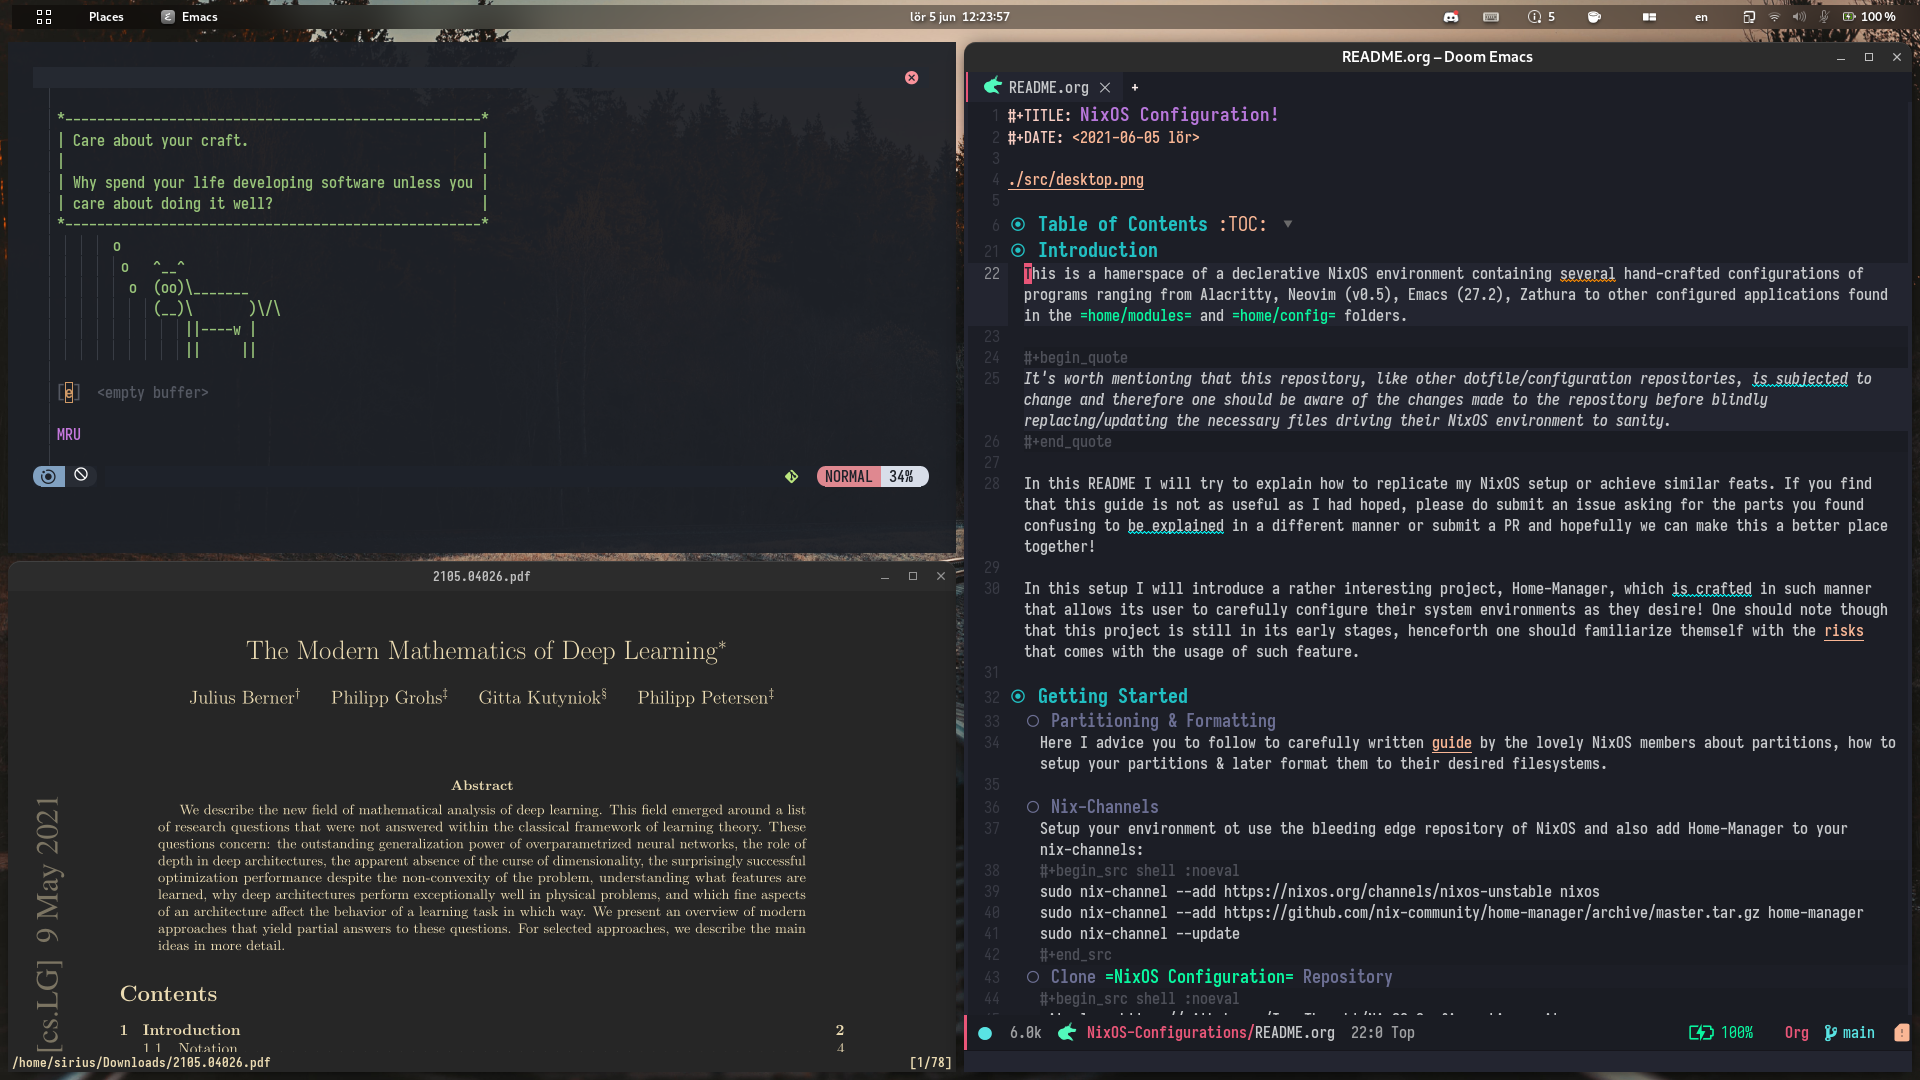 Places
Emacs
lör 5 jun 12:23:57
5
en
100 %
*----------------------------------------------------*
| Care about your craft. |
| |
| Why spend your life developing software unless you |
| care about doing it well? |
*----------------------------------------------------*
o
o ^__^
o (oo)\_______
(__)\ )\/\
||----w |
|| ||
[e] <empty buffer>
MRU
NORMAL 34%
2105.04026.pdf
The Modern Mathematics of Deep Learning*
Julius Berner† Philipp Grohs‡ Gitta Kutyniok§ Philipp Petersen‡
Abstract
We describe the new field of mathematical analysis of deep learning. This field emerged around a list
of research questions that were not answered within the classical framework of learning theory. These
questions concern: the outstanding generalization power of overparametrized neural networks, the role of
depth in deep architectures, the apparent absence of the curse of dimensionality, the surprisingly successful
optimization performance despite the non-convexity of the problem, understanding what features are
learned, why deep architectures perform exceptionally well in physical problems, and which fine aspects
of an architecture affect the behavior of a learning task in which way. We present an overview of modern
approaches that yield partial answers to these questions. For selected approaches, we describe the main
ideas in more detail.
[cs.LG] 9 May 2021
Contents
1 Introduction 2
1.1 Notation 4
/home/sirius/Downloads/2105.04026.pdf [1/78]
README.org – Doom Emacs
README.org
+
1 #+TITLE: NixOS Configuration!
2 #+DATE: <2021-06-05 lör>
3
4 ./src/desktop.png
5
6 Table of Contents :TOC: ▼
21 Introduction
22 This is a hamerspace of a declerative NixOS environment containing several hand-crafted configurations of
programs ranging from Alacritty, Neovim (v0.5), Emacs (27.2), Zathura to other configured applications found
in the =home/modules= and =home/config= folders.
23
24 #+begin_quote
25 It's worth mentioning that this repository, like other dotfile/configuration repositories, is subjected to
change and therefore one should be aware of the changes made to the repository before blindly
replacing/updating the necessary files driving their NixOS environment to sanity.
26 #+end_quote
27
28 In this README I will try to explain how to replicate my NixOS setup or achieve similar feats. If you find
that this guide is not as useful as I had hoped, please do submit an issue asking for the parts you found
confusing to be explained in a different manner or submit a PR and hopefully we can make this a better place
together!
29
30 In this setup I will introduce a rather interesting project, Home-Manager, which is crafted in such manner
that allows its user to carefully configure their system environments as they desire! One should note though
that this project is still in its early stages, henceforth one should familiarize themself with the risks
that comes with the usage of such feature.
31
32 Getting Started
33 Partitioning & Formatting
34 Here I advice you to follow to carefully written guide by the lovely NixOS members about partitions, how to
setup your partitions & later format them to their desired filesystems.
35
36 Nix-Channels
37 Setup your environment ot use the bleeding edge repository of NixOS and also add Home-Manager to your
nix-channels:
38 #+begin_src shell :noeval
39 sudo nix-channel --add https://nixos.org/channels/nixos-unstable nixos
40 sudo nix-channel --add https://github.com/nix-community/home-manager/archive/master.tar.gz home-manager
41 sudo nix-channel --update
42 #+end_src
43 Clone =NixOS Configuration= Repository
44 #+begin_src shell :noeval
6.0k NixOS-Configurations/README.org 22:0 Top 100% Org main